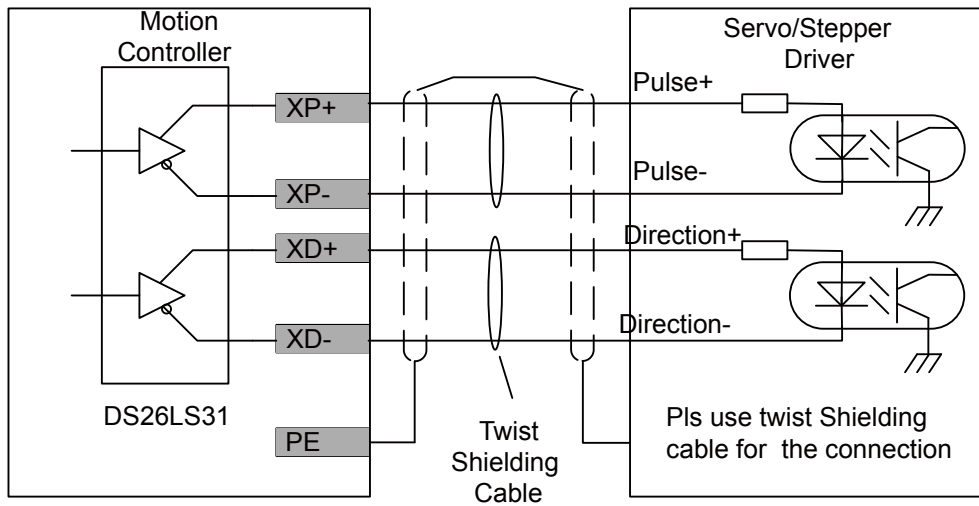 Motion
Controller
XP+
XP-
XD+
XD-
DS26LS31
PE
Twist
Shielding
Cable
Servo/Stepper
Driver
Pulse+
Pulse-
Direction+
Direction-
Pls use twist Shielding
cable for the connection